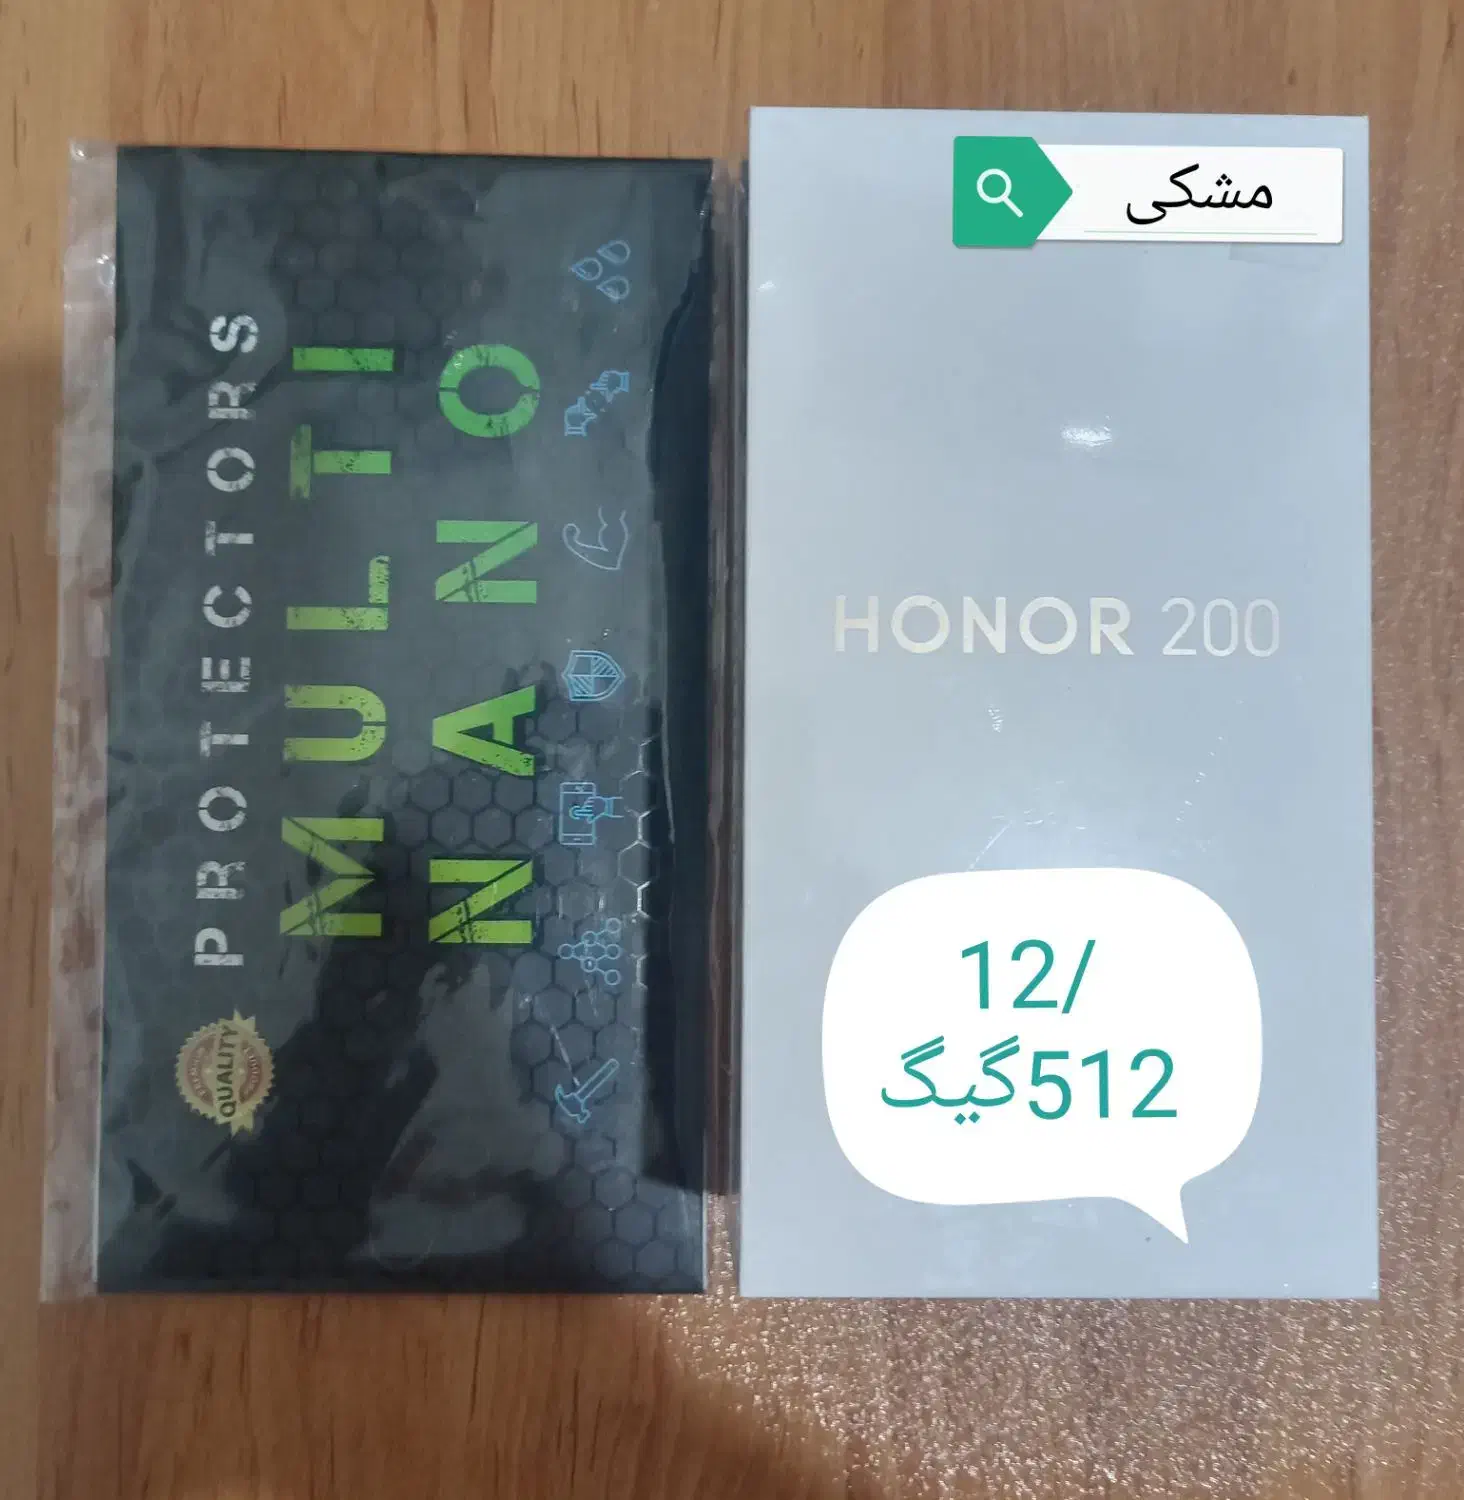 PROTECTORS
MULTI
NANO
QUALITY
مشکی
HONOR 200
12/
512گیگ